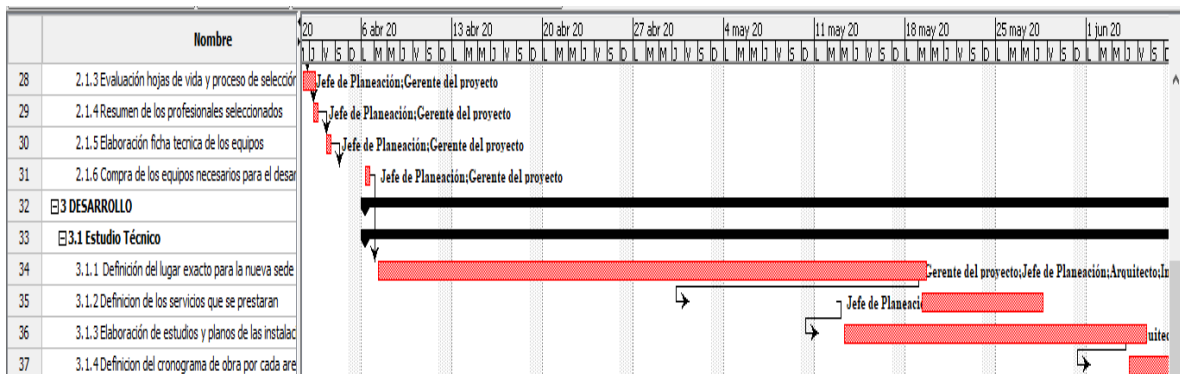 Nombre
20 6 abr 20 13 abr 20 20 abr 20 27 abr 20 4 may 20 11 may 20 18 may 20 25 may 20 1 jun 20
J V S D L M M J V S D L M M J V S D L M M J V S D L M M J V S D L M M J V S D L M M J V S D L M M J V S D L M M J V S D L M M J V S D L M M J V S D
28 2.1.3 Evaluación hojas de vida y proceso de selección Jefe de Planeación;Gerente del proyecto
29 2.1.4 Resumen de los profesionales seleccionados Jefe de Planeación;Gerente del proyecto
30 2.1.5 Elaboración ficha tecnica de los equipos Jefe de Planeación;Gerente del proyecto
31 2.1.6 Compra de los equipos necesarios para el desar Jefe de Planeación;Gerente del proyecto
32 3 DESARROLLO
33 3.1 Estudio Técnico
34 3.1.1 Definición del lugar exacto para la nueva sede Gerente del proyecto;Jefe de Planeación;Arquitecto;In
35 3.1.2 Definicion de los servicios que se prestaran Jefe de Planeaci
36 3.1.3 Elaboración de estudios y planos de las instalac uitec
37 3.1.4 Definicion del cronograma de obra por cada are